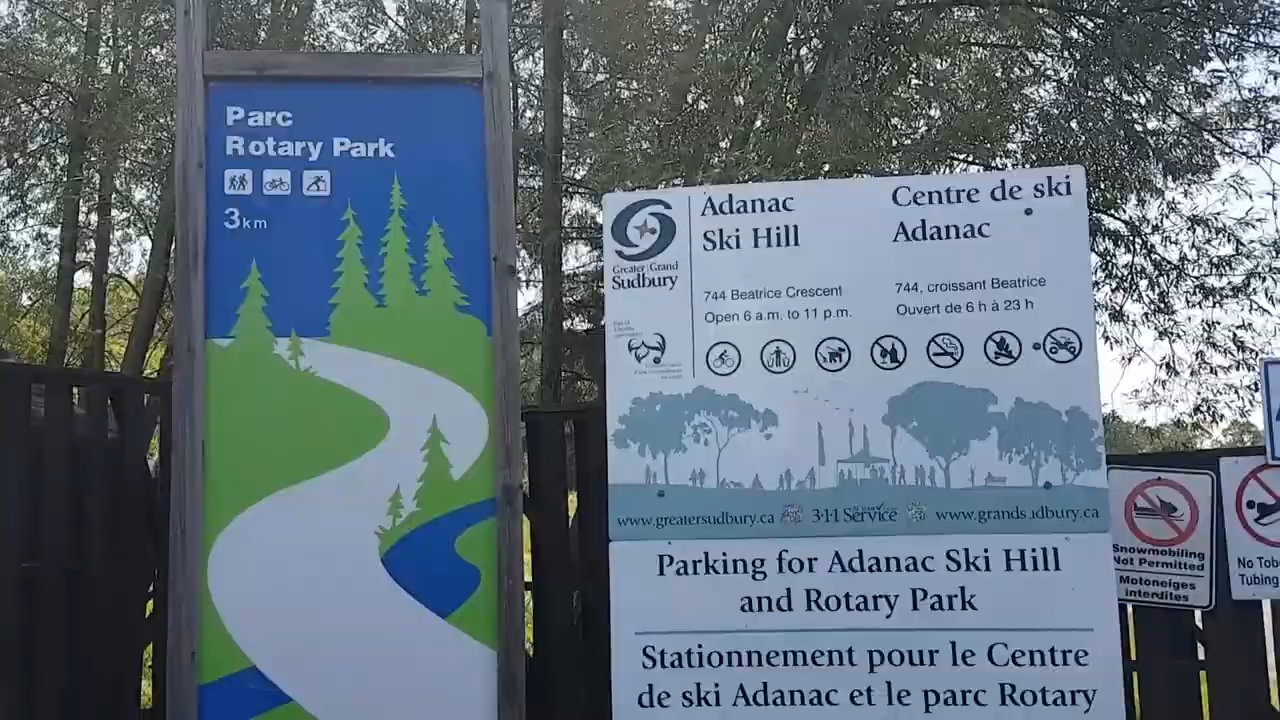 Parc
Rotary Park
3km
Greater | Grand
Sudbury
Adanac
Ski Hill
744 Beatrice Crescent
Open 6 a.m. to 11 p.m.
Centre de ski
Adanac
744, croissant Beatrice
Ouvert de 6 h à 23 h
www.greatersudbury.ca
3-1-1 Service
www.grandsudbury.ca
Parking for Adanac Ski Hill
and Rotary Park
Stationnement pour le Centre
de ski Adanac et le parc Rotary
Snowmobiling
Not Permitted
Motoneiges
interdites
No Tob
Tubing